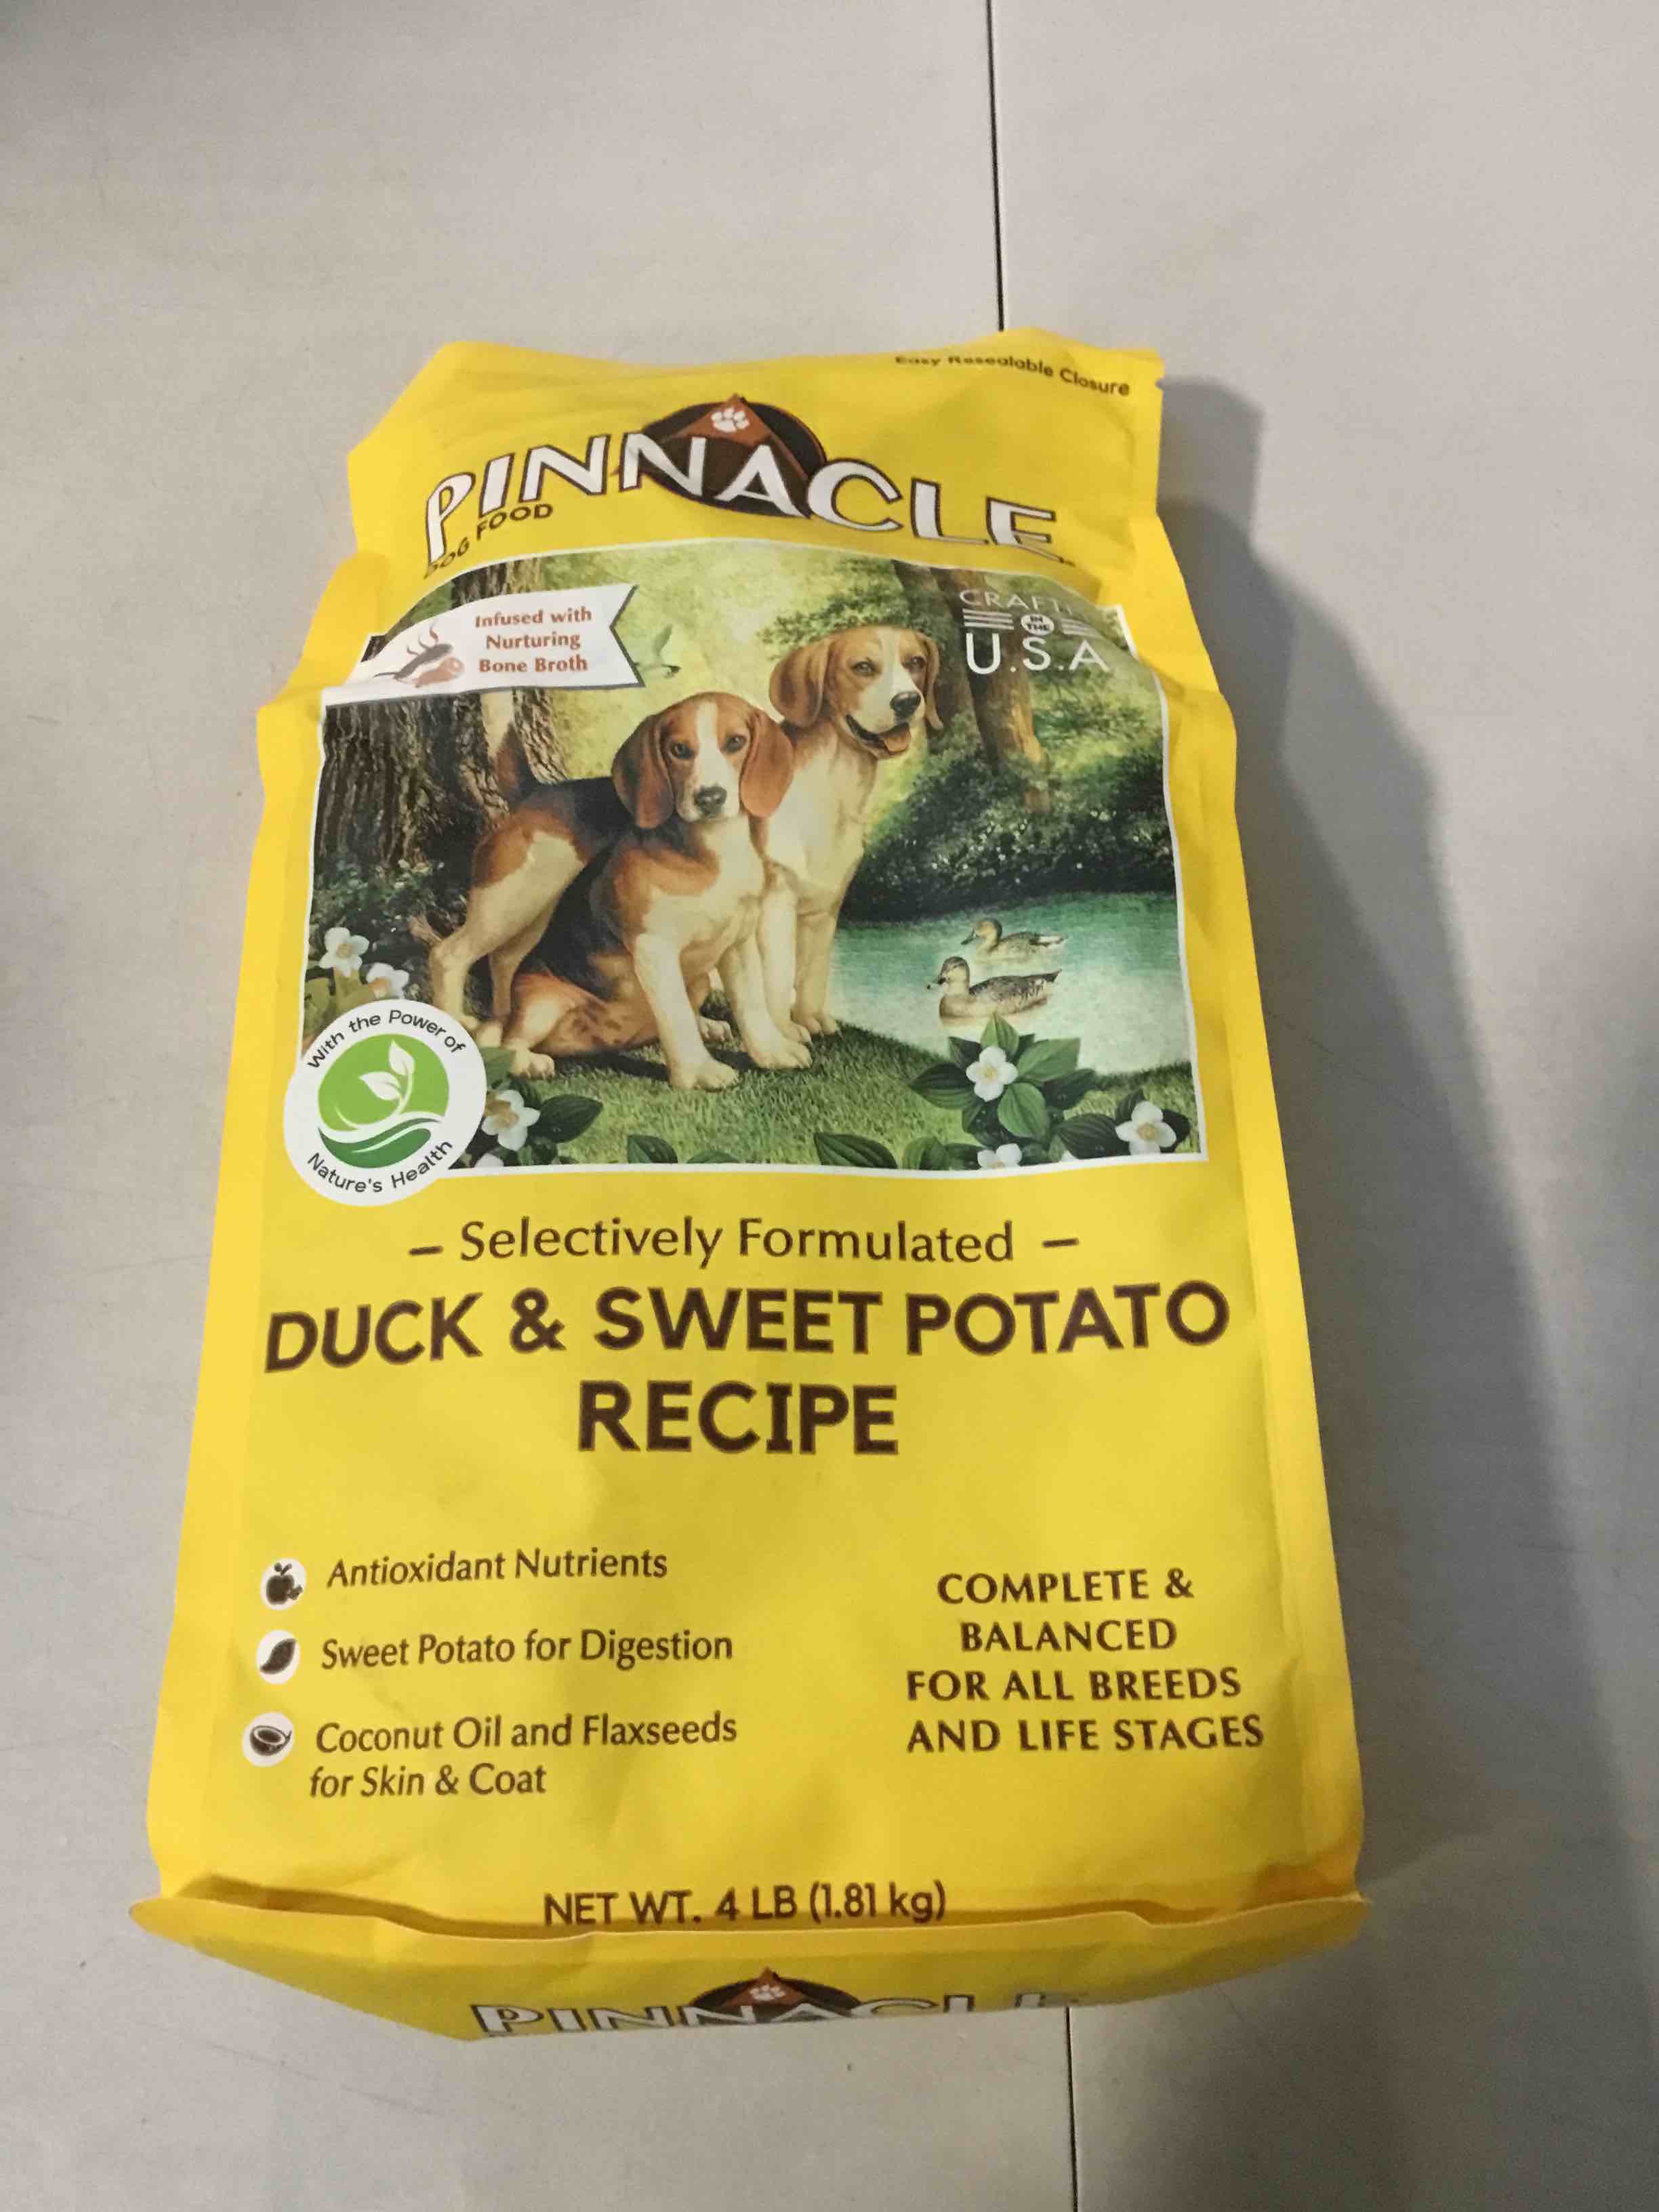 Easy Resealable Closure
PINNACLE
DOG FOOD
Infused with
Nurturing
Bone Broth
IN
THE
U.S.A
With the Power of
Nature's Health
– Selectively Formulated –
DUCK & SWEET POTATO
RECIPE
Antioxidant Nutrients
Sweet Potato for Digestion
Coconut Oil and Flaxseeds
for Skin & Coat
COMPLETE &
BALANCED
FOR ALL BREEDS
AND LIFE STAGES
NET WT. 4 LB (1.81 kg)
PINNACLE